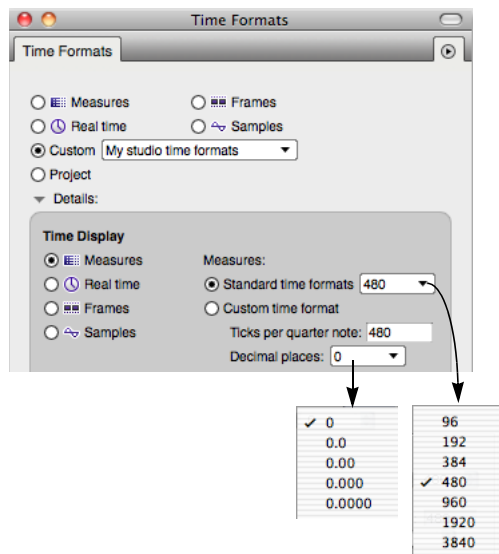 Time Formats
Time Formats
Measures Frames
Real time Samples
Custom My studio time formats
Project
Details:
Time Display
Measures Measures:
Real time Standard time formats 480
Frames Custom time format
Samples Ticks per quarter note: 480
Decimal places: 0
✓ 0
0.0
0.00
0.000
0.0000
96
192
384
✓ 480
960
1920
3840